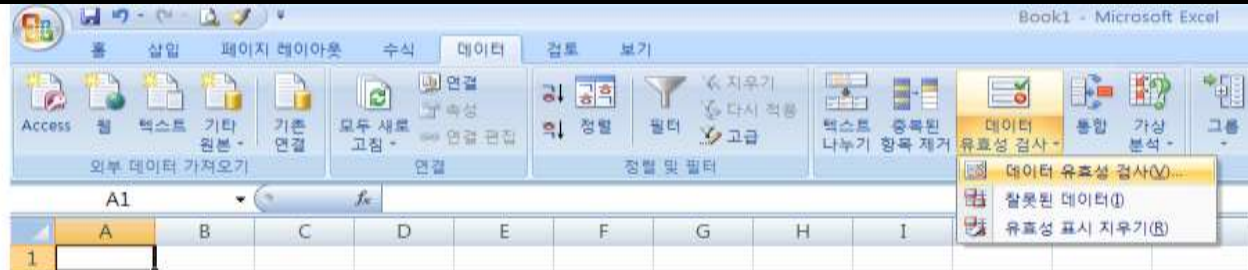 Book1 - Microsoft Excel
홈 삽입 페이지 레이아웃 수식 데이터 검토 보기
Access 웹 텍스트 기타 원본 기존 연결 모두 새로 고침 연결 속성 연결 편집 정렬 필터 지우기 다시 적용 고급 텍스트 나누기 중복된 항목 제거 데이터 유효성 검사 통합 가상 분석 그룹
외부 데이터 가져오기 연결 정렬 및 필터
데이터 유효성 검사(V)...
잘못된 데이터(I)
유효성 표시 지우기(R)
A1 fx
A B C D E F G H I
1